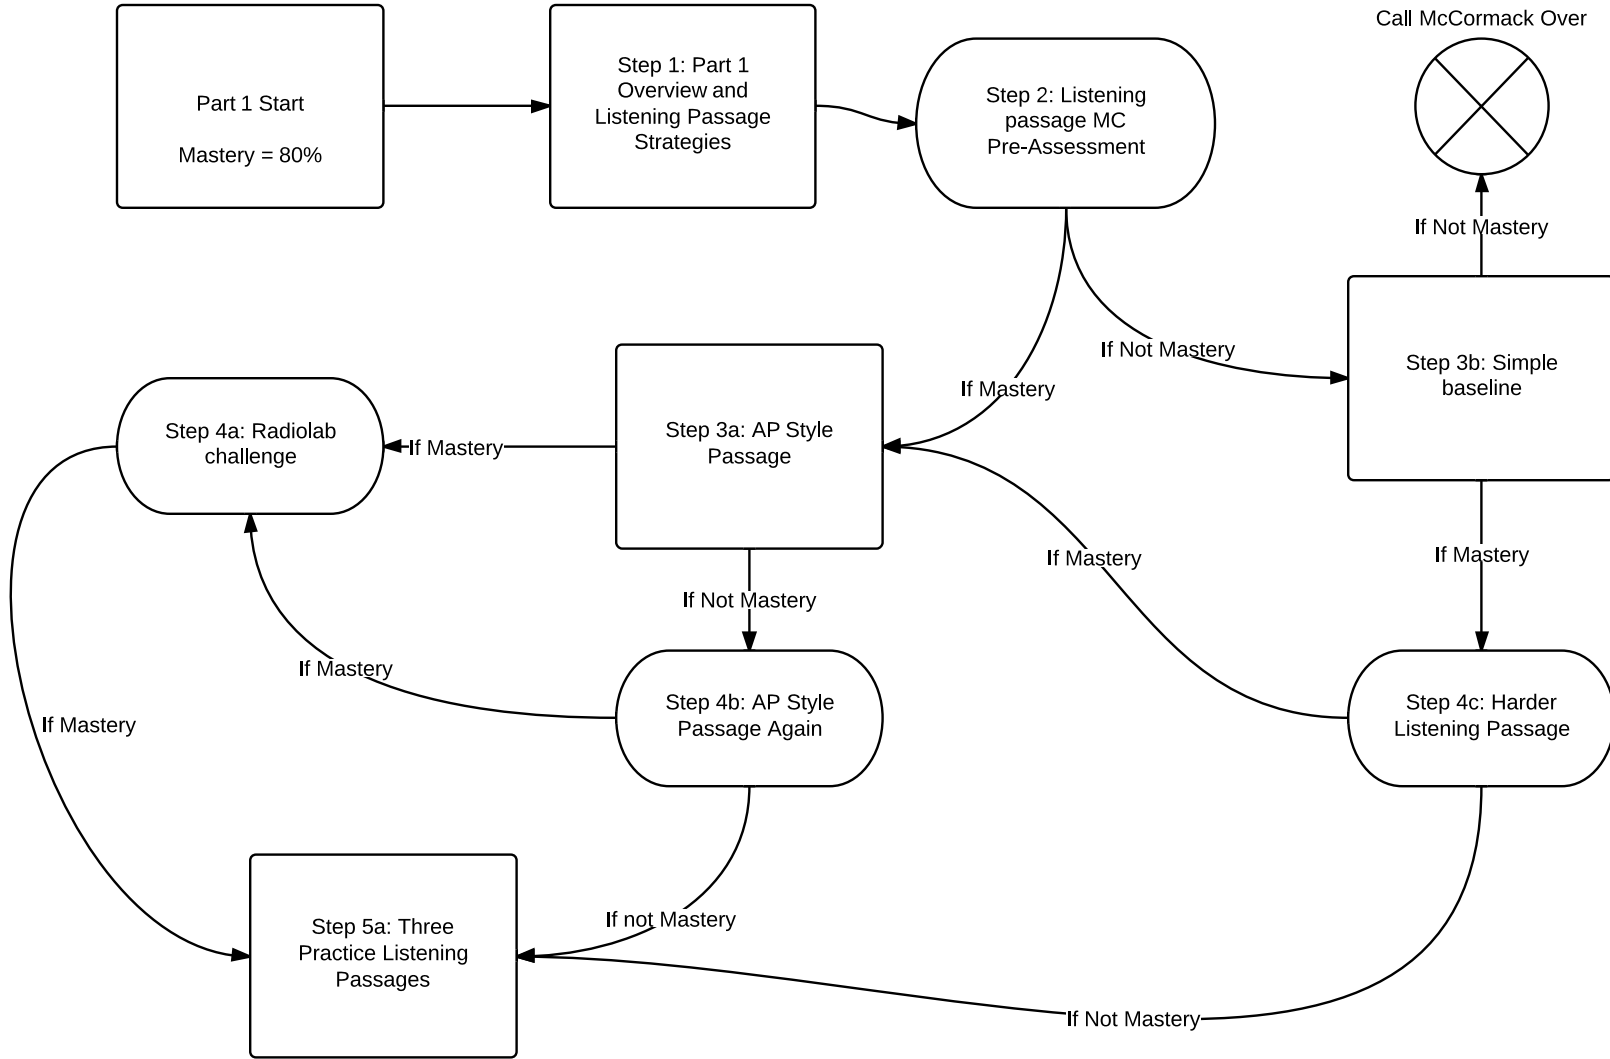 Call McCormack Over
Part 1 Start
Mastery = 80%
Step 1: Part 1
Overview and
Listening Passage
Strategies
Step 2: Listening
passage MC
Pre-Assessment
If Not Mastery
If Not Mastery
If Mastery
Step 3b: Simple
baseline
Step 4a: Radiolab
challenge
If Mastery
Step 3a: AP Style
Passage
If Mastery
If Mastery
If Not Mastery
If Mastery
Step 4b: AP Style
Passage Again
Step 4c: Harder
Listening Passage
If Mastery
If not Mastery
Step 5a: Three
Practice Listening
Passages
If Not Mastery